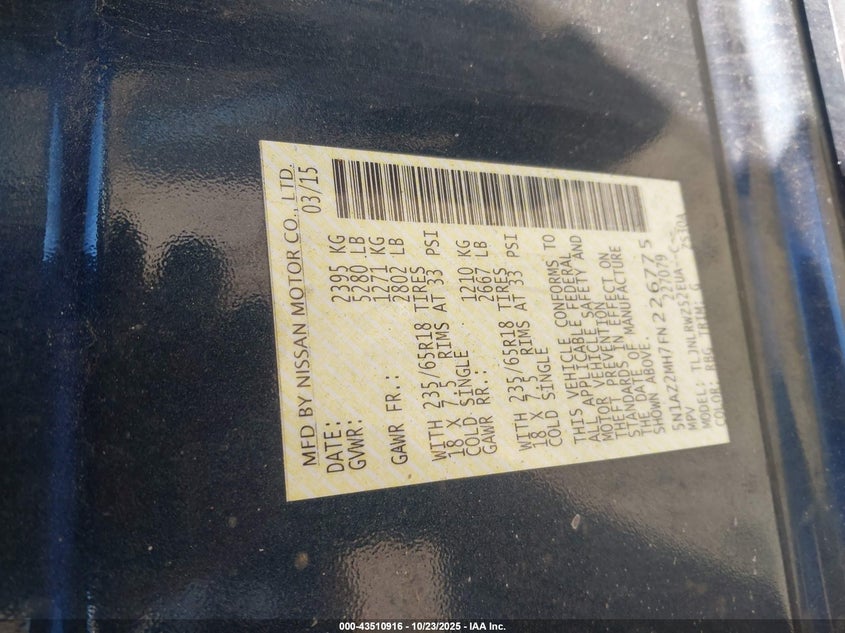 MFD BY NISSAN MOTOR CO., LTD.
DATE: 03/15
GVWR: 2395 KG
5280 LB
GAWR FR.: 1271 KG
2802 LB
WITH 235/65R18 TIRES
18 X 7.5 RIMS AT 33 PSI
COLD SINGLE
GAWR RR.: 1210 KG
2667 LB
WITH 235/65R18 TIRES
18 X 7.5 RIMS AT 33 PSI
COLD SINGLE
THIS VEHICLE CONFORMS TO
ALL APPLICABLE FEDERAL
MOTOR VEHICLE SAFETY AND
THEFT PREVENTION
STANDARDS IN EFFECT ON
THE DATE OF MANUFACTURE
SHOWN ABOVE.
5N1AZ2MH7FN226775
MPV 227079
MODEL: TLJNLRWZ52EUA--C-
COLOR: RBG TRIM: G Z510A
000-43510916 - 10/23/2025 - IAA Inc.